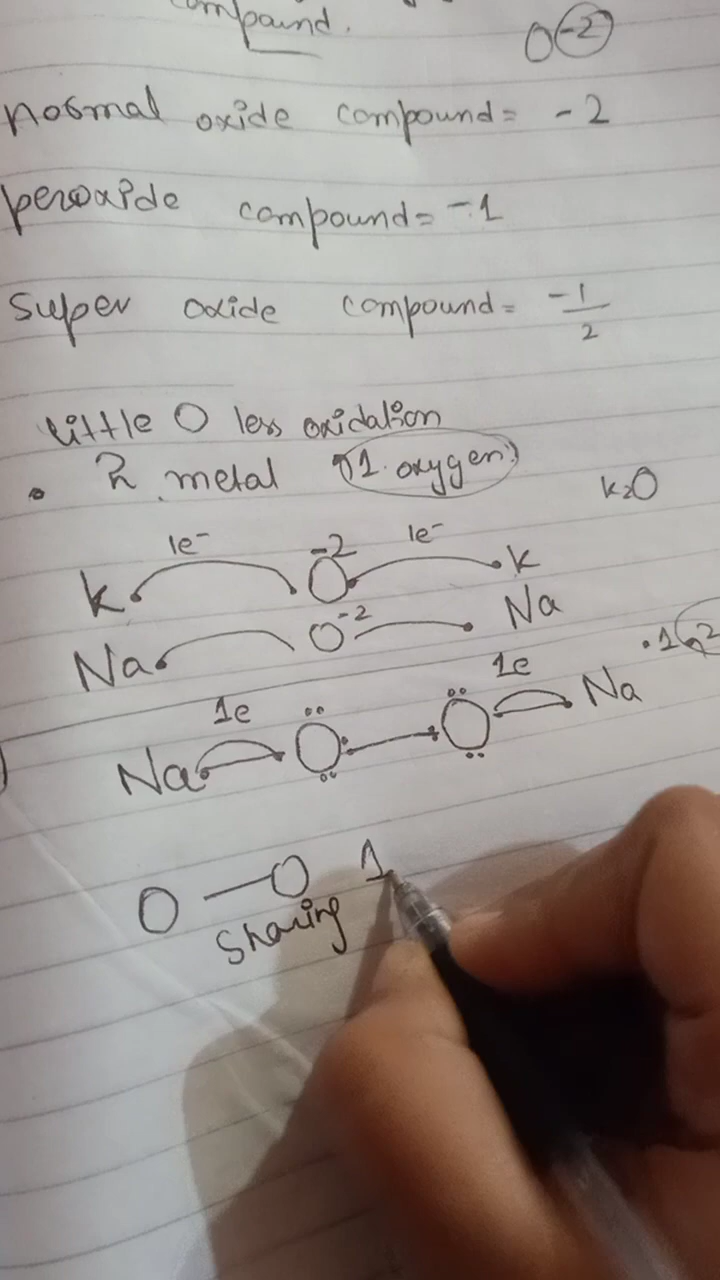 compound.
O -2
normal oxide compound = -2
peroxide compound = -1
Super oxide compound = -1/2
little O less oxidation
• 2 metal 1 oxygen
K2O
1e- -2 1e-
K O K
Na O-2 Na
1e 1e
Na O O Na
O — O 1
Sharing